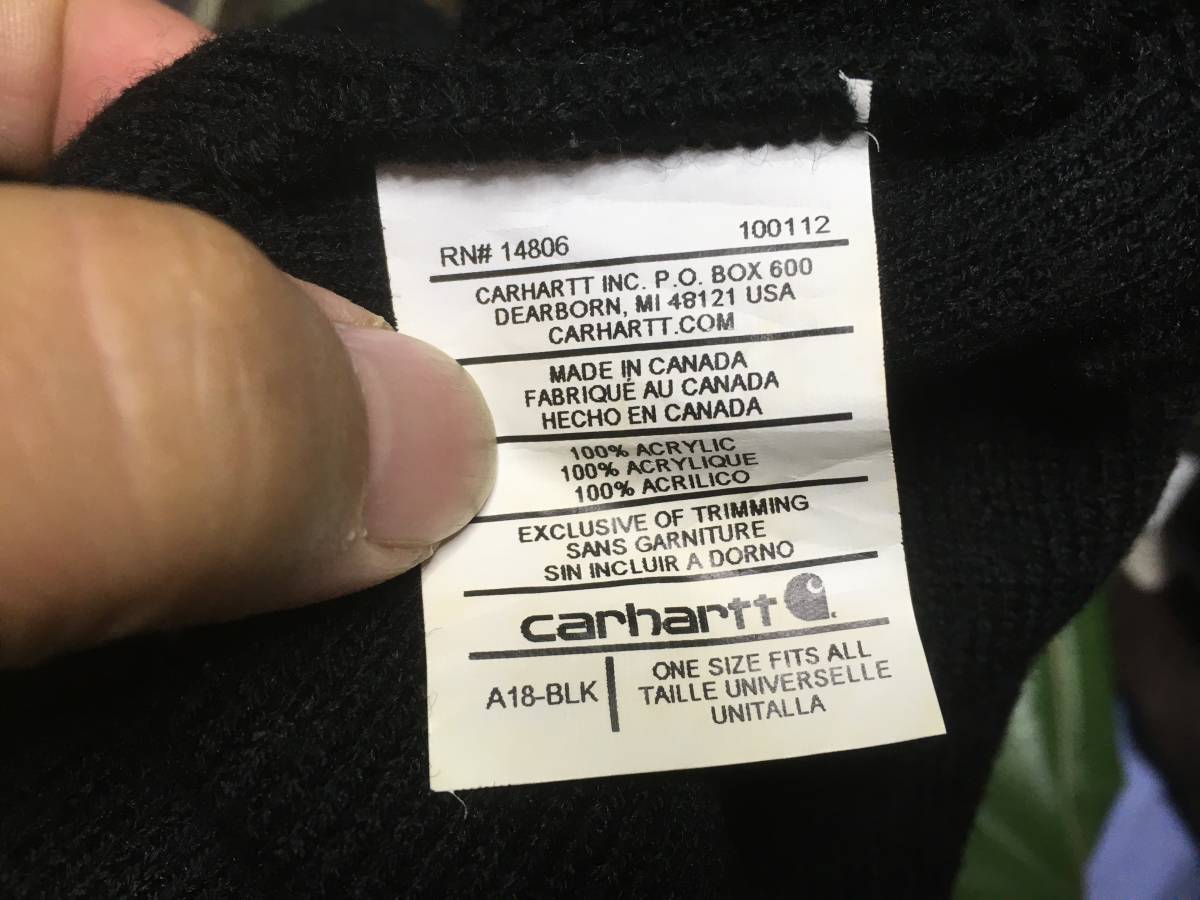 RN# 14806 100112
CARHARTT INC. P.O. BOX 600
DEARBORN, MI 48121 USA
CARHARTT.COM
MADE IN CANADA
FABRIQUÉ AU CANADA
HECHO EN CANADA
100% ACRYLIC
100% ACRYLIQUE
100% ACRILICO
EXCLUSIVE OF TRIMMING
SANS GARNITURE
SIN INCLUIR A DORNO
carhartt
A18-BLK
ONE SIZE FITS ALL
TAILLE UNIVERSELLE
UNITALLA